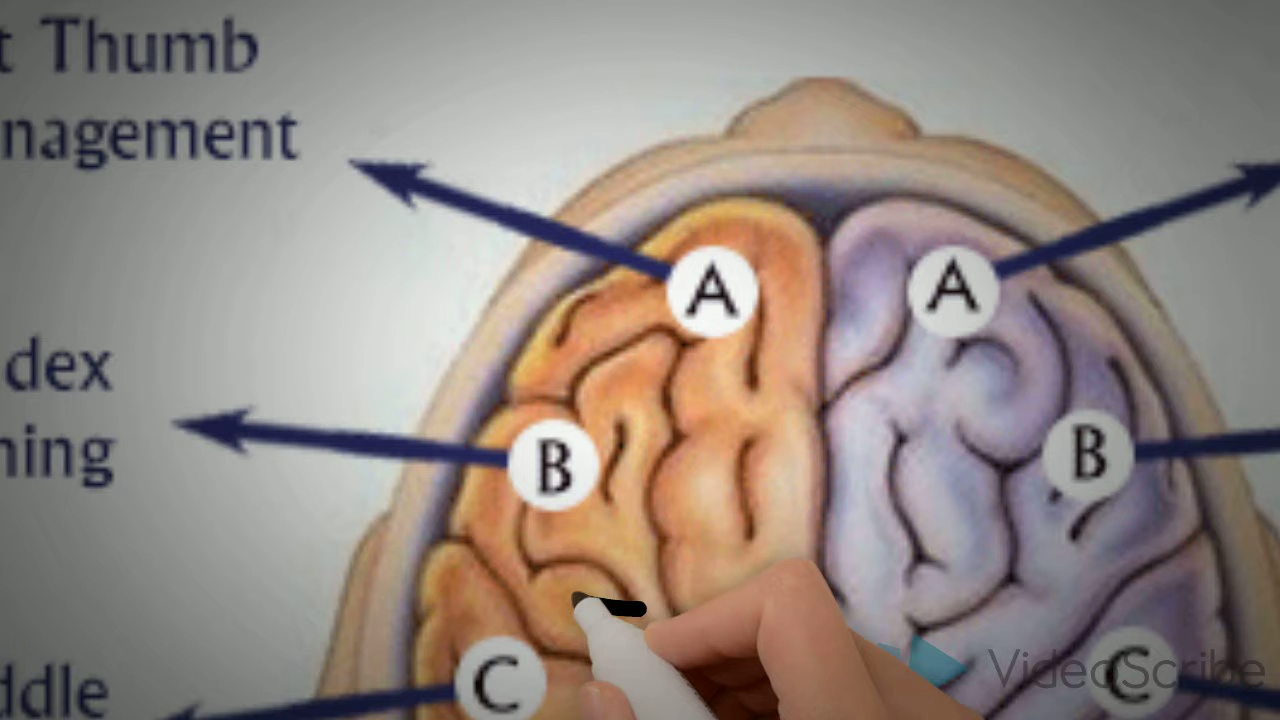 t Thumb
nagement
A
A
dex
B
B
ning
C
VideoScribe
C
ddle